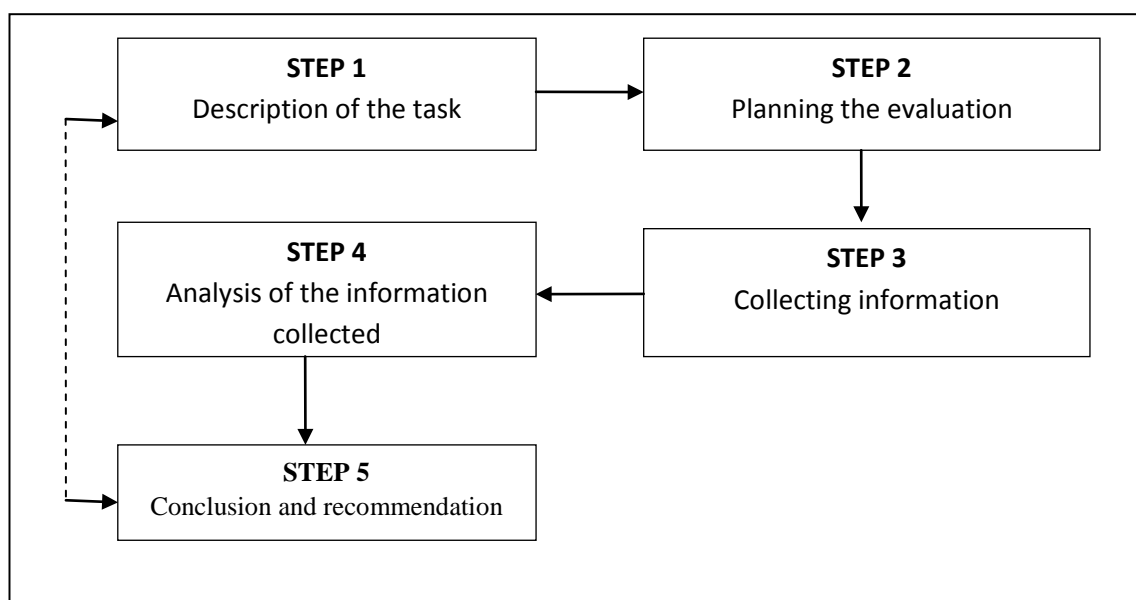 STEP 1
Description of the task
STEP 2
Planning the evaluation
STEP 3
Collecting information
STEP 4
Analysis of the information
collected
STEP 5
Conclusion and recommendation